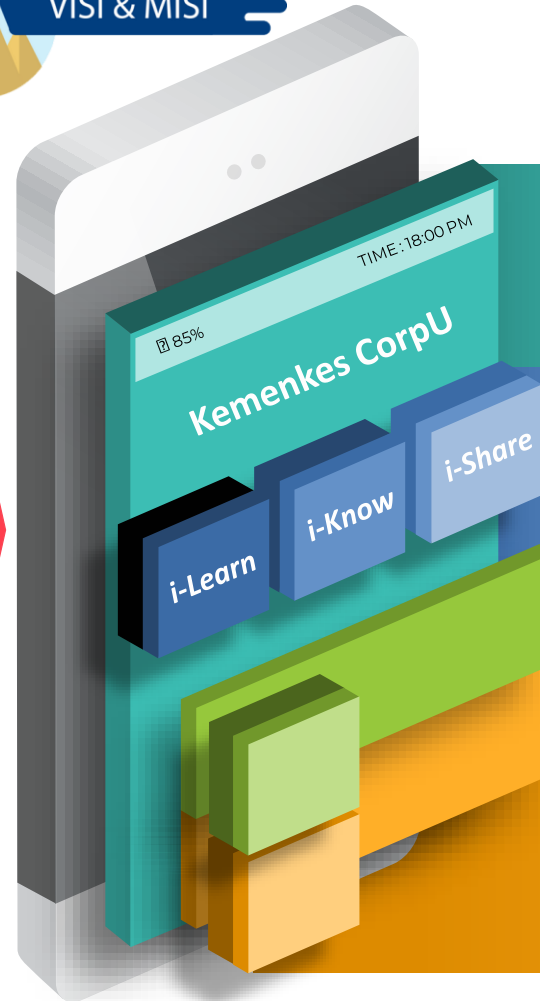 VISI & MISI
TIME : 18:00 PM
85%
Kemenkes CorpU
i-Learn
i-Know
i-Share